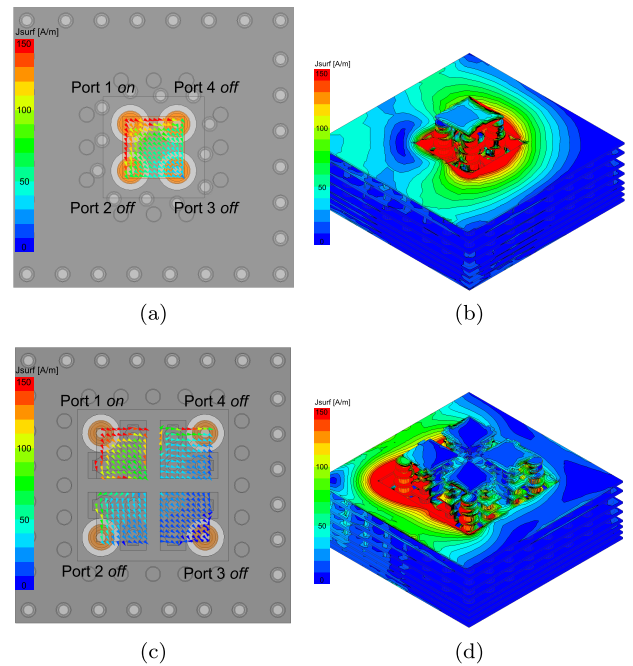 Jsurf [A/m]
150
100
50
0
Port 1 on
Port 4 off
Port 2 off
Port 3 off
(a)
Jsurf [A/m]
150
100
50
0
(b)
Jsurf [A/m]
150
100
50
0
Port 1 on
Port 4 off
Port 2 off
Port 3 off
(c)
Jsurf [A/m]
150
100
50
0
(d)